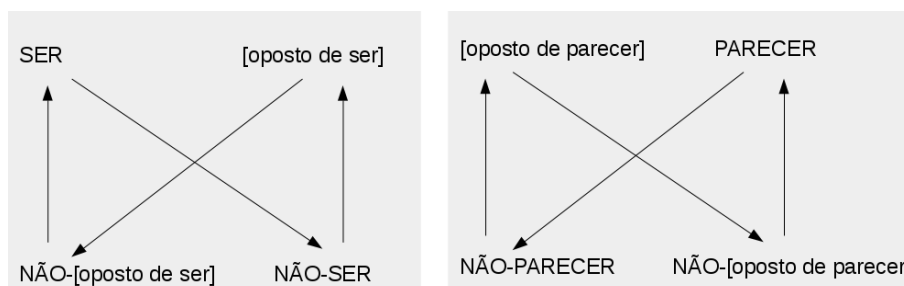 SER [oposto de ser]
NÃO-[oposto de ser] NÃO-SER
[oposto de parecer] PARECER
NÃO-PARECER NÃO-[oposto de parecer